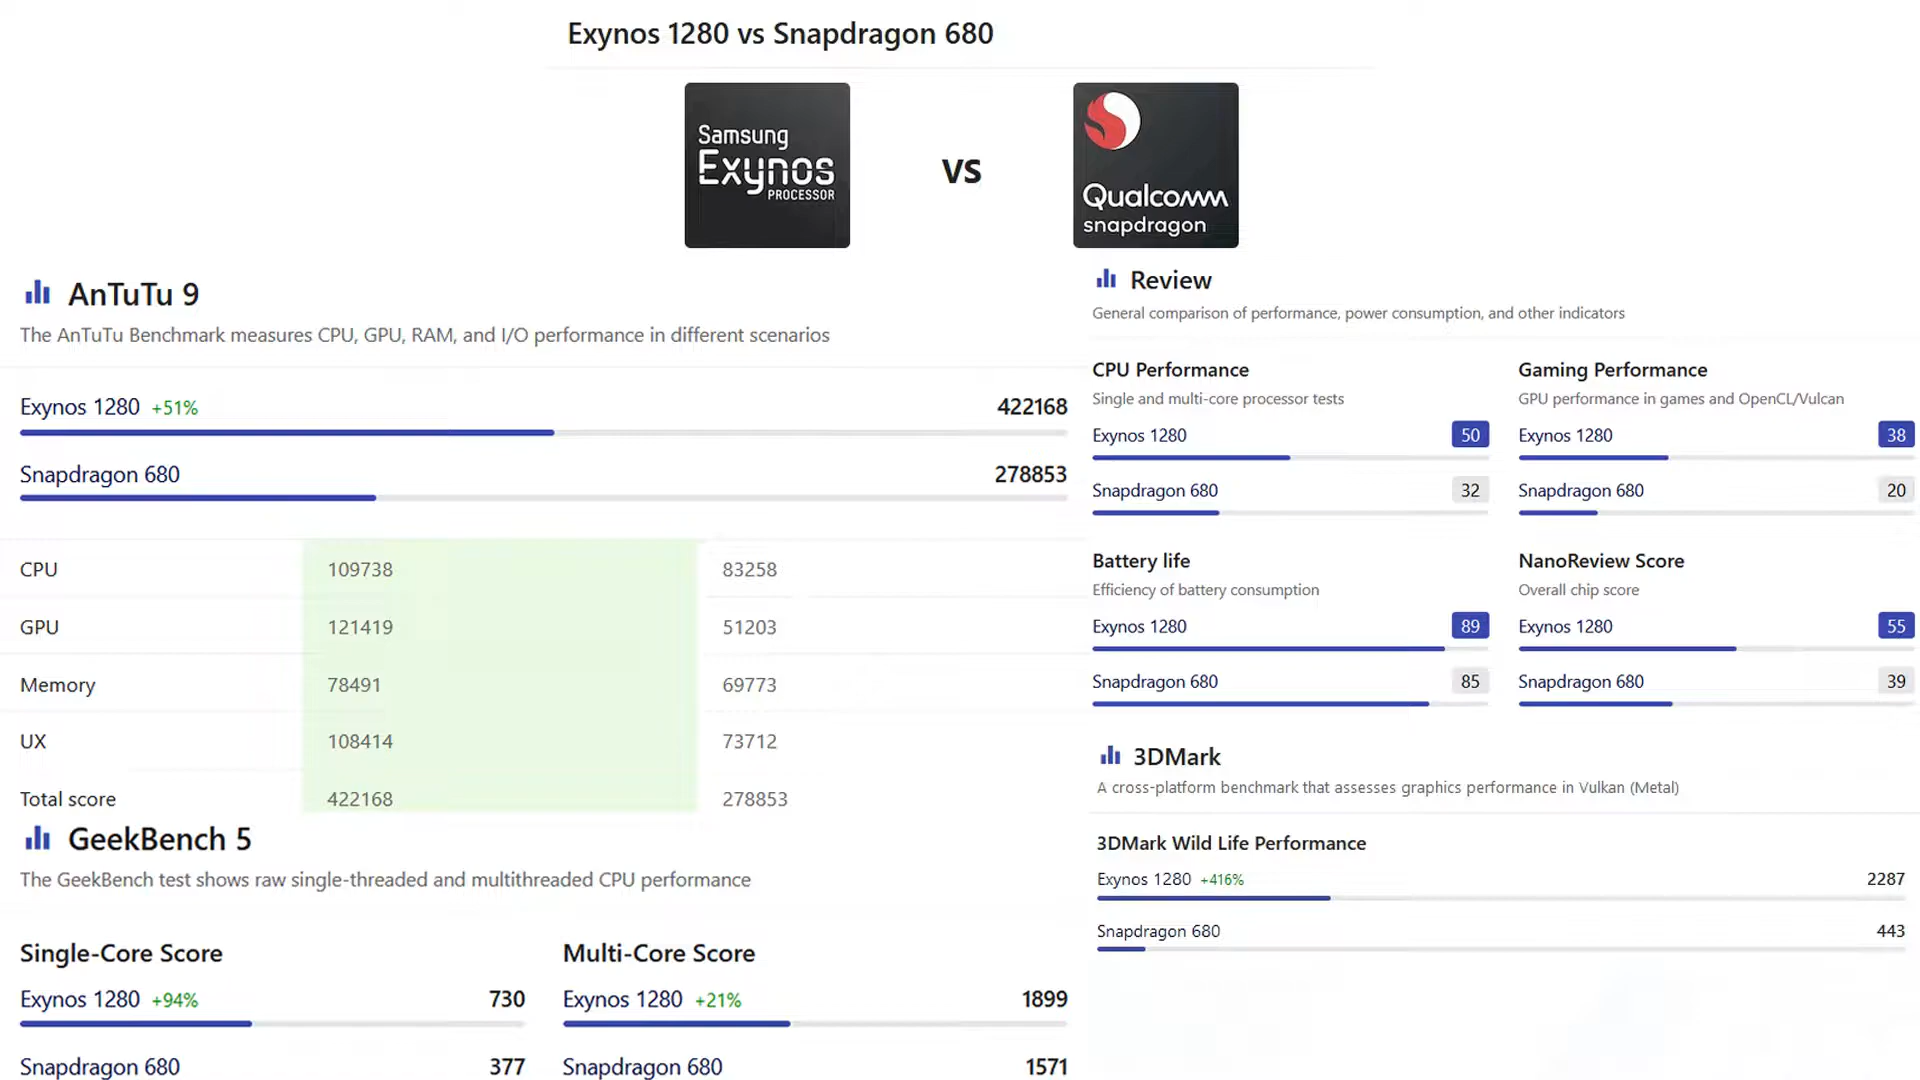 Exynos 1280 vs Snapdragon 680
Samsung
Exynos
PROCESSOR
VS
Qualcomm
snapdragon
AnTuTu 9
The AnTuTu Benchmark measures CPU, GPU, RAM, and I/O performance in different scenarios
Exynos 1280 +51% 422168
Snapdragon 680 278853
CPU 109738 83258
GPU 121419 51203
Memory 78491 69773
UX 108414 73712
Total score 422168 278853
GeekBench 5
The GeekBench test shows raw single-threaded and multithreaded CPU performance
Single-Core Score
Exynos 1280 +94% 730
Snapdragon 680 377
Multi-Core Score
Exynos 1280 +21% 1899
Snapdragon 680 1571
Review
General comparison of performance, power consumption, and other indicators
CPU Performance
Single and multi-core processor tests
Exynos 1280 50
Snapdragon 680 32
Gaming Performance
GPU performance in games and OpenCL/Vulcan
Exynos 1280 38
Snapdragon 680 20
Battery life
Efficiency of battery consumption
Exynos 1280 89
Snapdragon 680 85
NanoReview Score
Overall chip score
Exynos 1280 55
Snapdragon 680 39
3DMark
A cross-platform benchmark that assesses graphics performance in Vulkan (Metal)
3DMark Wild Life Performance
Exynos 1280 +416% 2287
Snapdragon 680 443